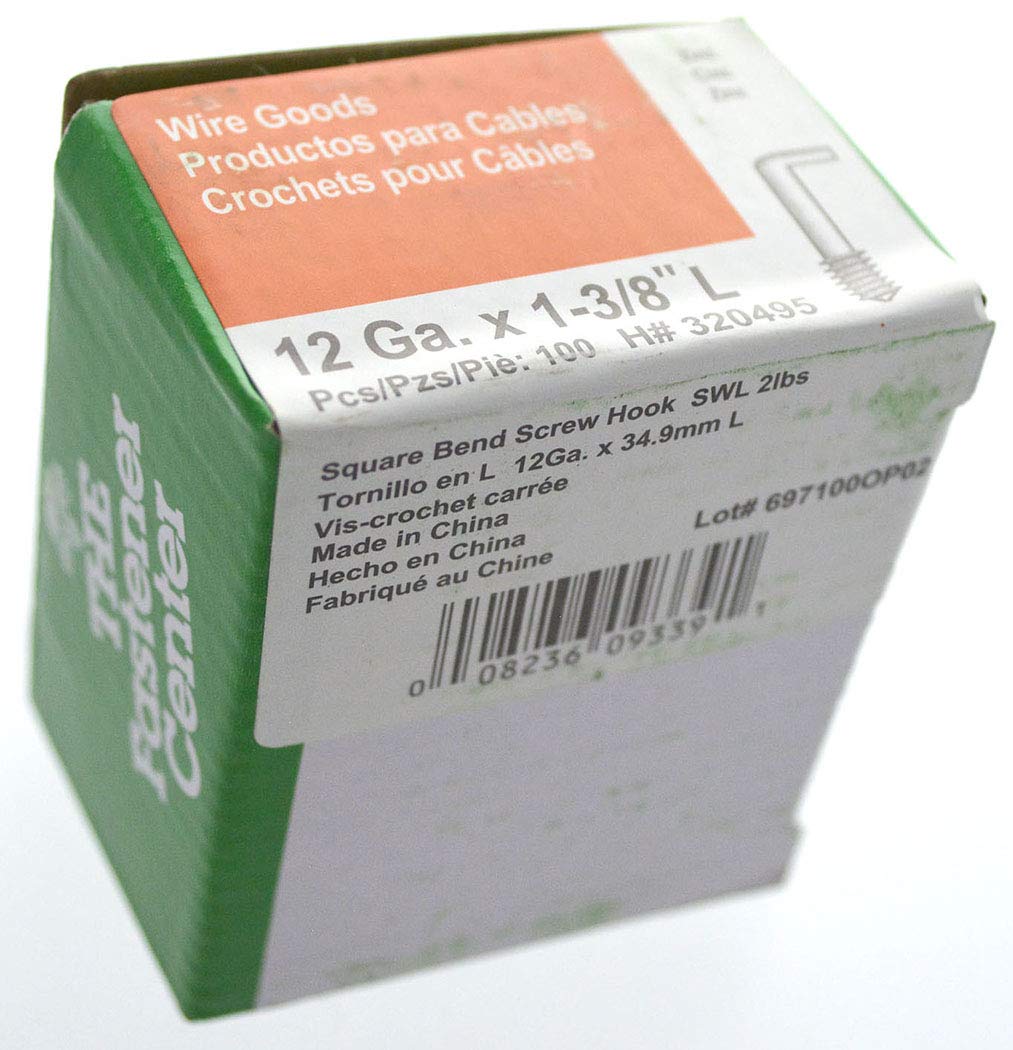 Wire Goods
Productos para Cables
Crochets pour Câbles
12 Ga. x 1-3/8" L
Pcs/Pzs/Piè: 100 H# 320495
Square Bend Screw Hook SWL 2lbs
Tornillo en L 12Ga. x 34.9mm L
Vis-crochet carrée
Made in China
Hecho en China
Fabriqué au Chine
Lot# 697100OP02
0 08236 09339
THE
Fastener
Center